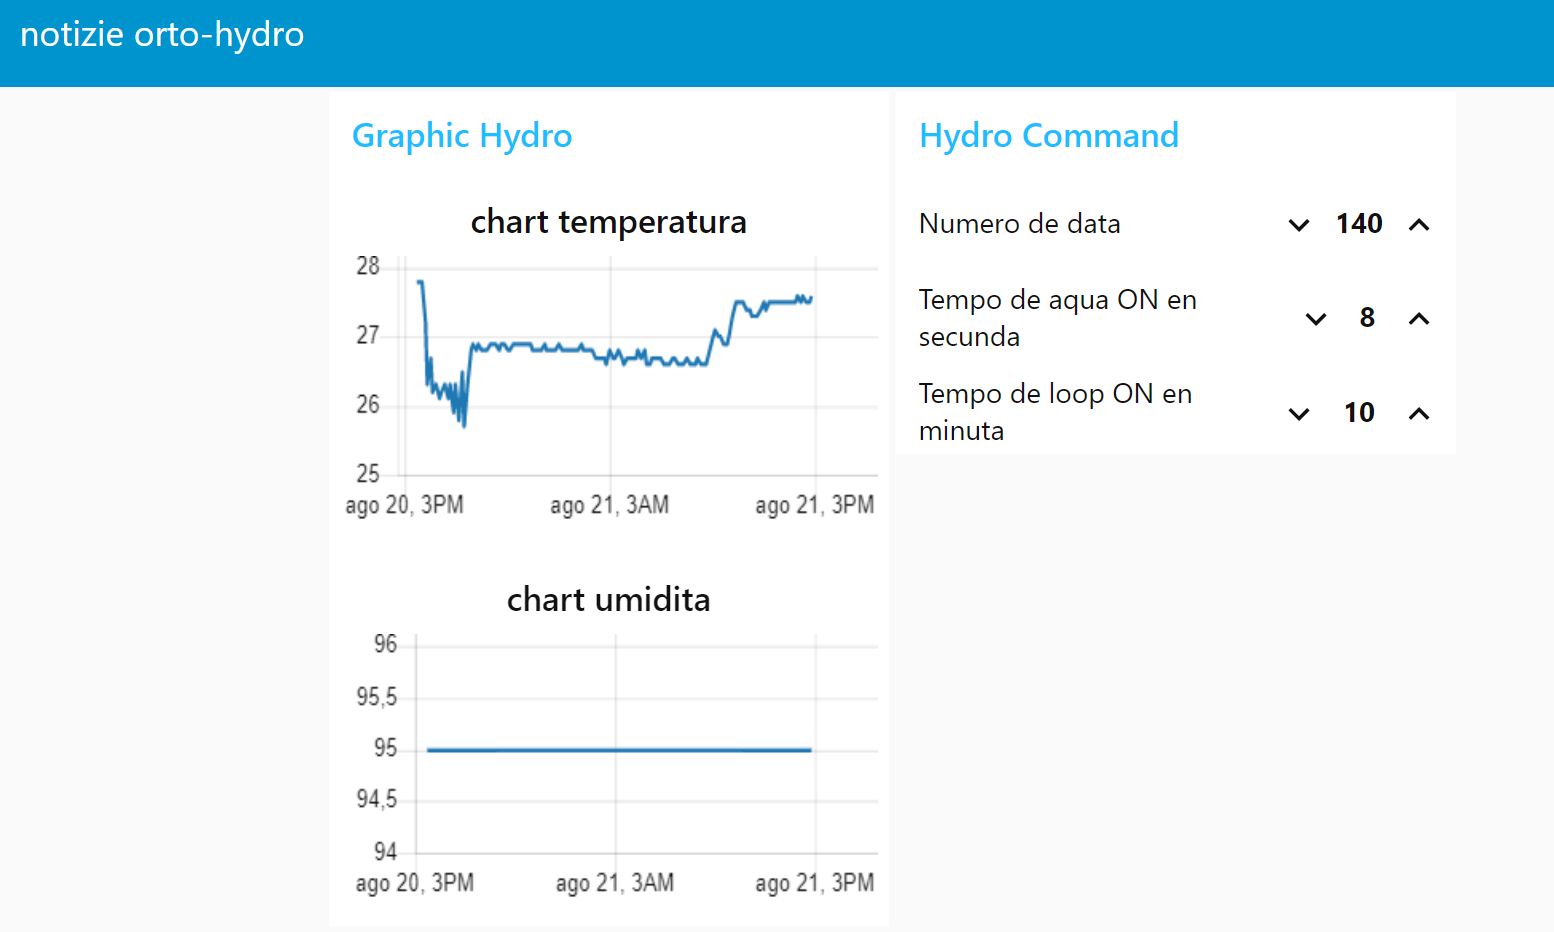 notizie orto-hydro
Graphic Hydro
chart temperatura
28
27
26
25
ago 20, 3PM ago 21, 3AM ago 21, 3PM
chart umidita
96
95,5
95
94,5
94
ago 20, 3PM ago 21, 3AM ago 21, 3PM
Hydro Command
Numero de data 140
Tempo de aqua ON en
secunda 8
Tempo de loop ON en
minuta 10